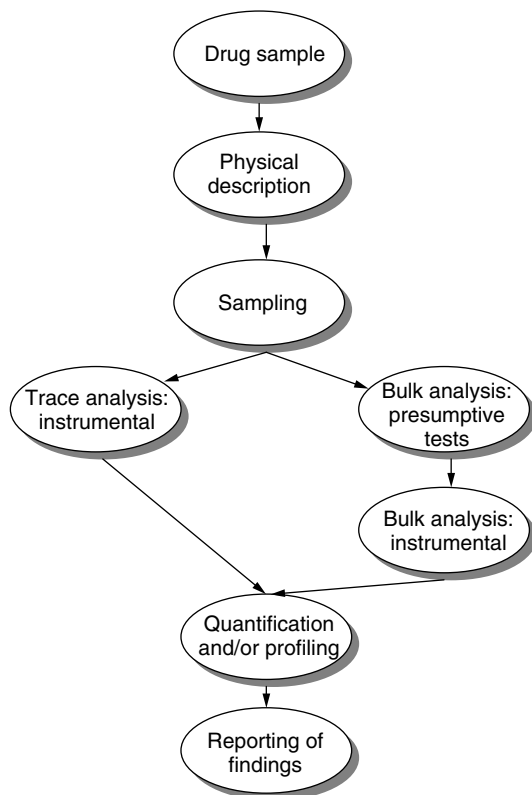 Drug sample
Physical
description
Sampling
Trace analysis:
instrumental
Bulk analysis:
presumptive
tests
Bulk analysis:
instrumental
Quantification
and/or profiling
Reporting of
findings